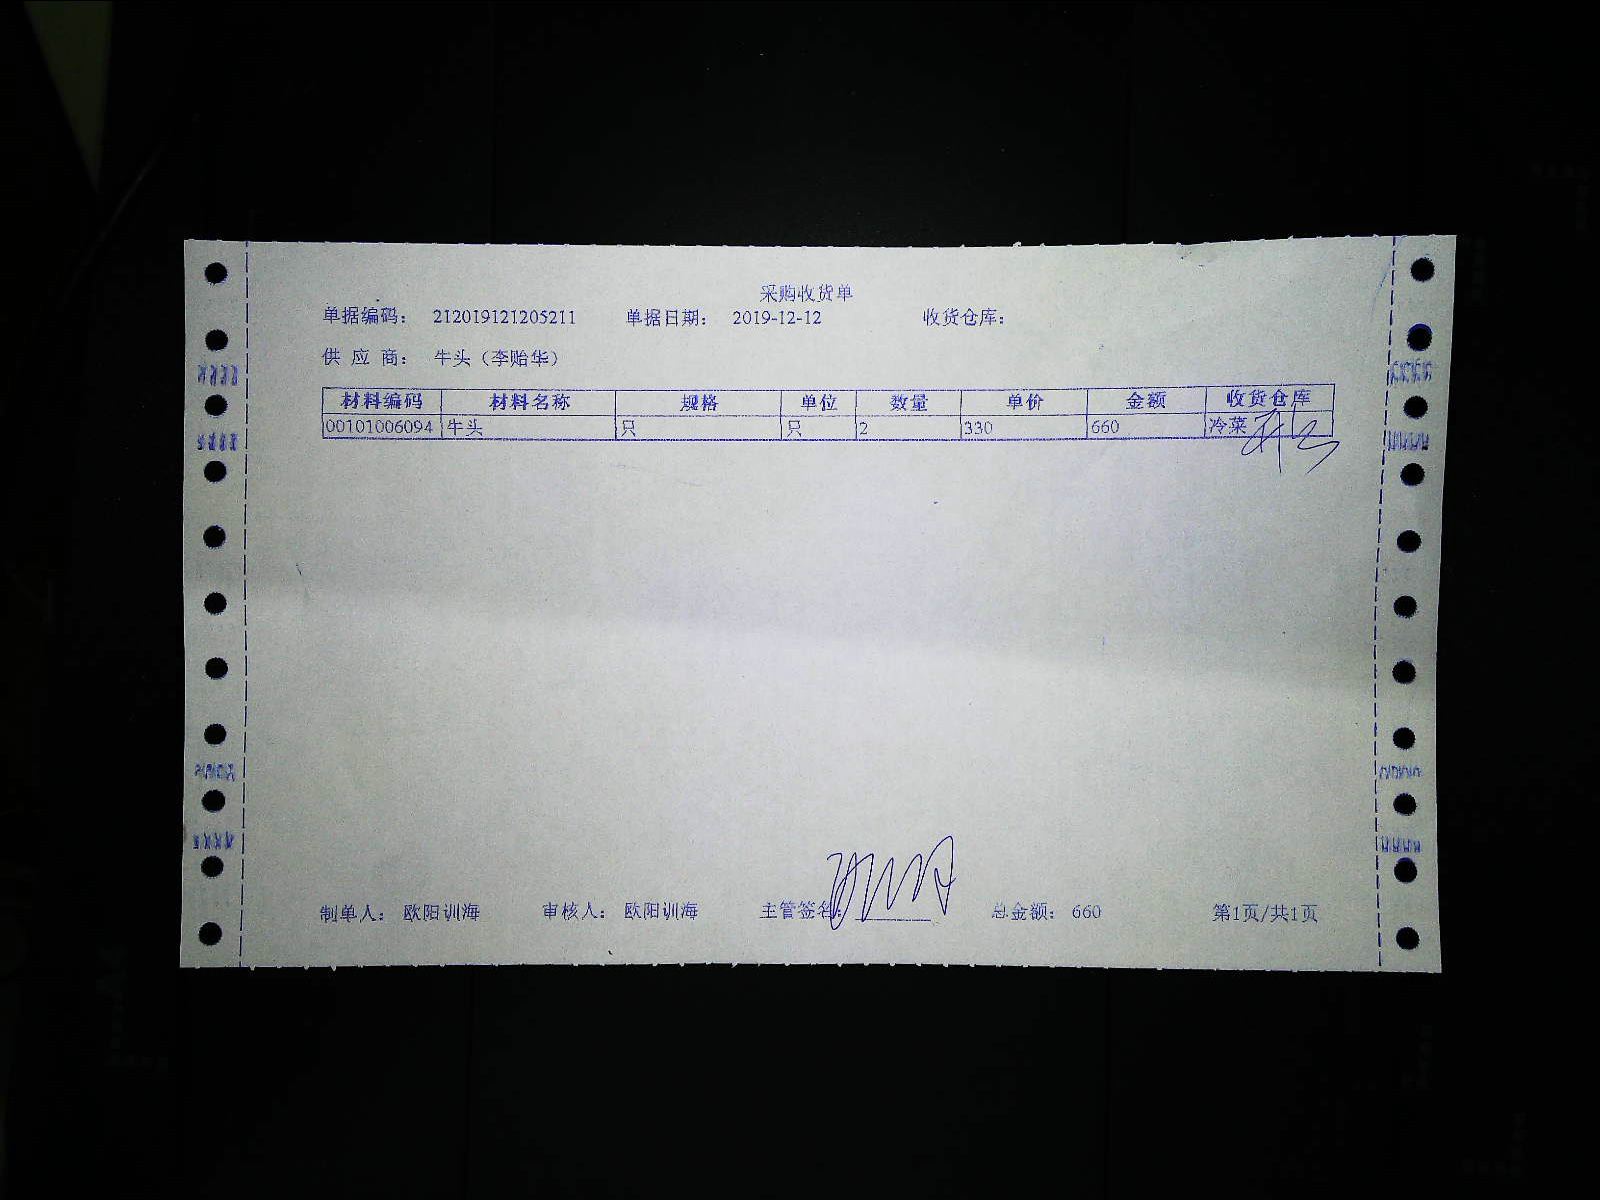 采购收货单
单据编码： 212019121205211 单据日期： 2019-12-12 收货仓库：
供 应 商： 牛头（李贻华）
材料编码 材料名称 规格 单位 数量 单价 金额 收货仓库
00101006094 牛头 只 只 2 330 660 冷菜
制单人： 欧阳训海 审核人： 欧阳训海 主管签名： 总金额： 660 第1页/共1页